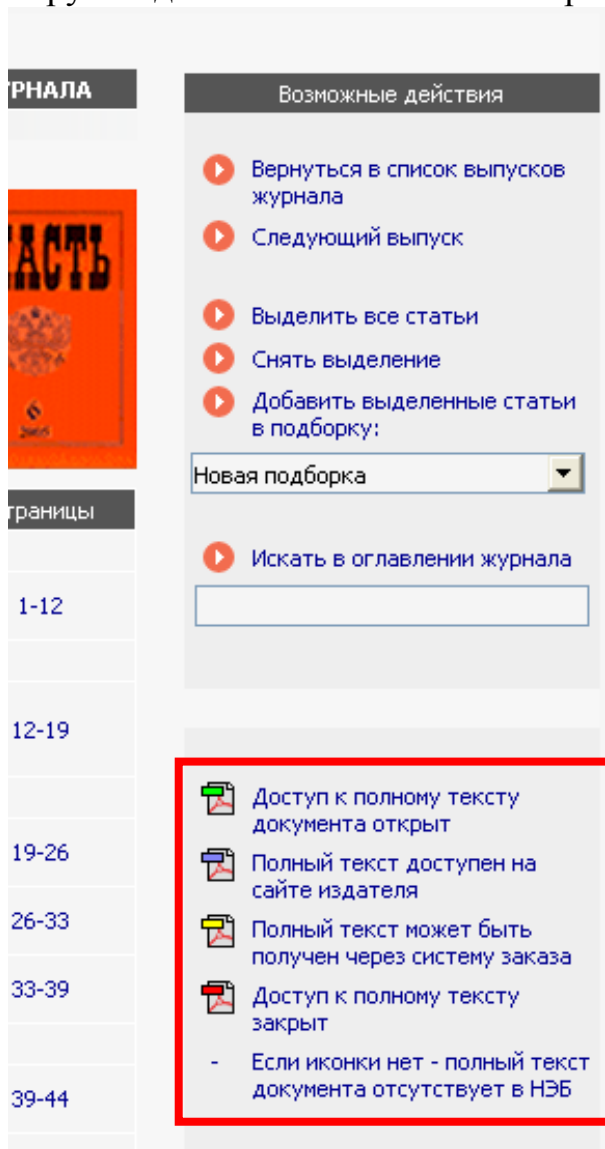 РНАЛА
Возможные действия
Вернуться в список выпусков
журнала
Следующий выпуск
Выделить все статьи
Снять выделение
Добавить выделенные статьи
в подборку:
Новая подборка
Искать в оглавлении журнала
АСТЬ
6
2005
траницы
1-12
12-19
19-26
26-33
33-39
39-44
Доступ к полному тексту
документа открыт
Полный текст доступен на
сайте издателя
Полный текст может быть
получен через систему заказа
Доступ к полному тексту
закрыт
- Если иконки нет - полный текст
документа отсутствует в НЭБ